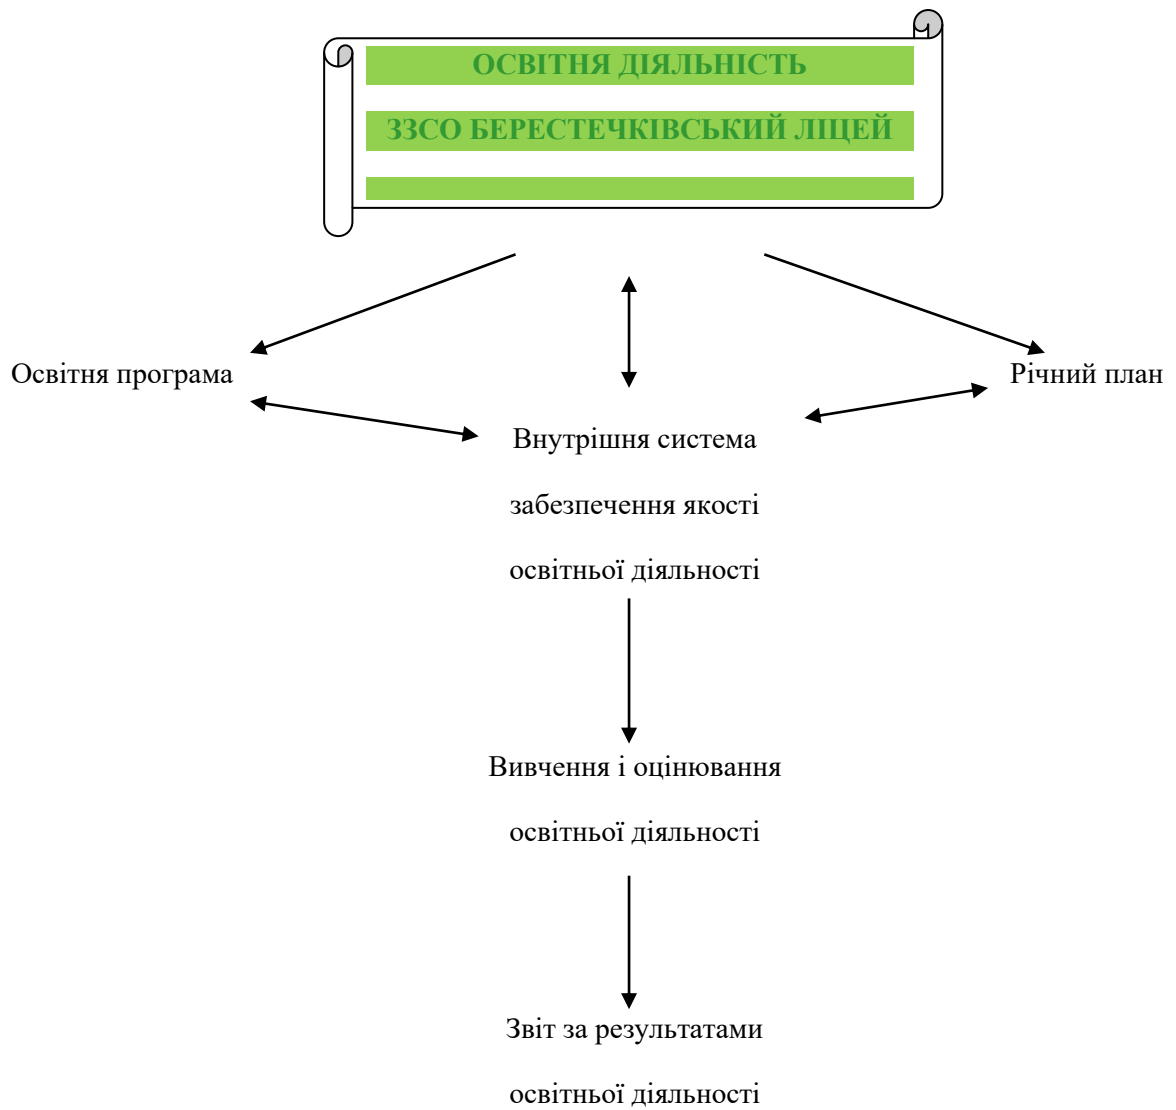 ОСВІТНЯ ДІЯЛЬНІСТЬ
ЗЗСО БЕРЕСТЕЧКІВСЬКИЙ ЛІЦЕЙ
Освітня програма
Річний план
Внутрішня система
забезпечення якості
освітньої діяльності
Вивчення і оцінювання
освітньої діяльності
Звіт за результатами
освітньої діяльності